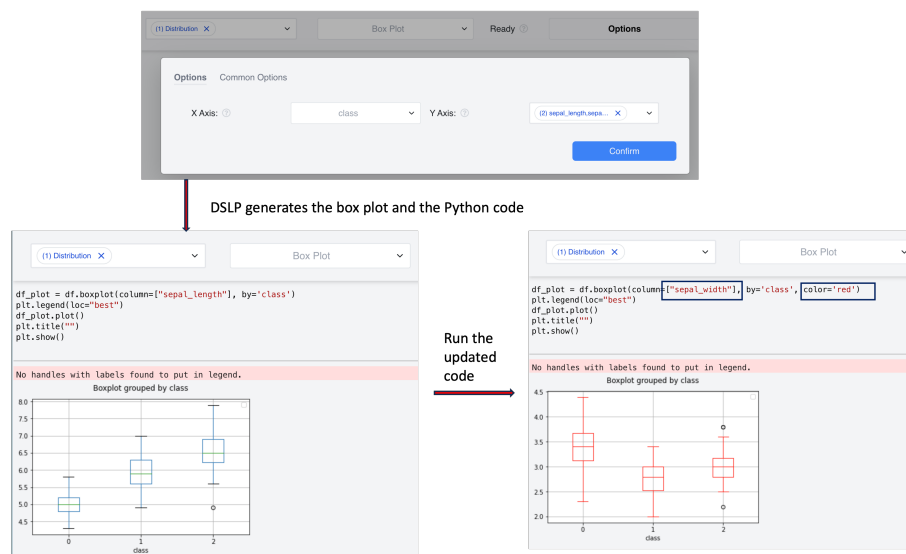 (1) Distribution X Box Plot Ready ? Options
Options Common Options
X Axis: ? class Y Axis: ? (2) sepal_length,sepa... X
Confirm
DSLP generates the box plot and the Python code
(1) Distribution X Box Plot
df_plot = df.boxplot(column=["sepal_length"], by='class')
plt.legend(loc="best")
df_plot.plot()
plt.title("")
plt.show()
No handles with labels found to put in legend.
Boxplot grouped by class
8.0
7.5
7.0
6.5
6.0
5.5
5.0
4.5
0 1 2
class
Run the
updated
code
(1) Distribution X Box Plot
df_plot = df.boxplot(column=["sepal_width"], by='class', color='red')
plt.legend(loc="best")
df_plot.plot()
plt.title("")
plt.show()
No handles with labels found to put in legend.
Boxplot grouped by class
4.5
4.0
3.5
3.0
2.5
2.0
0 1 2
class